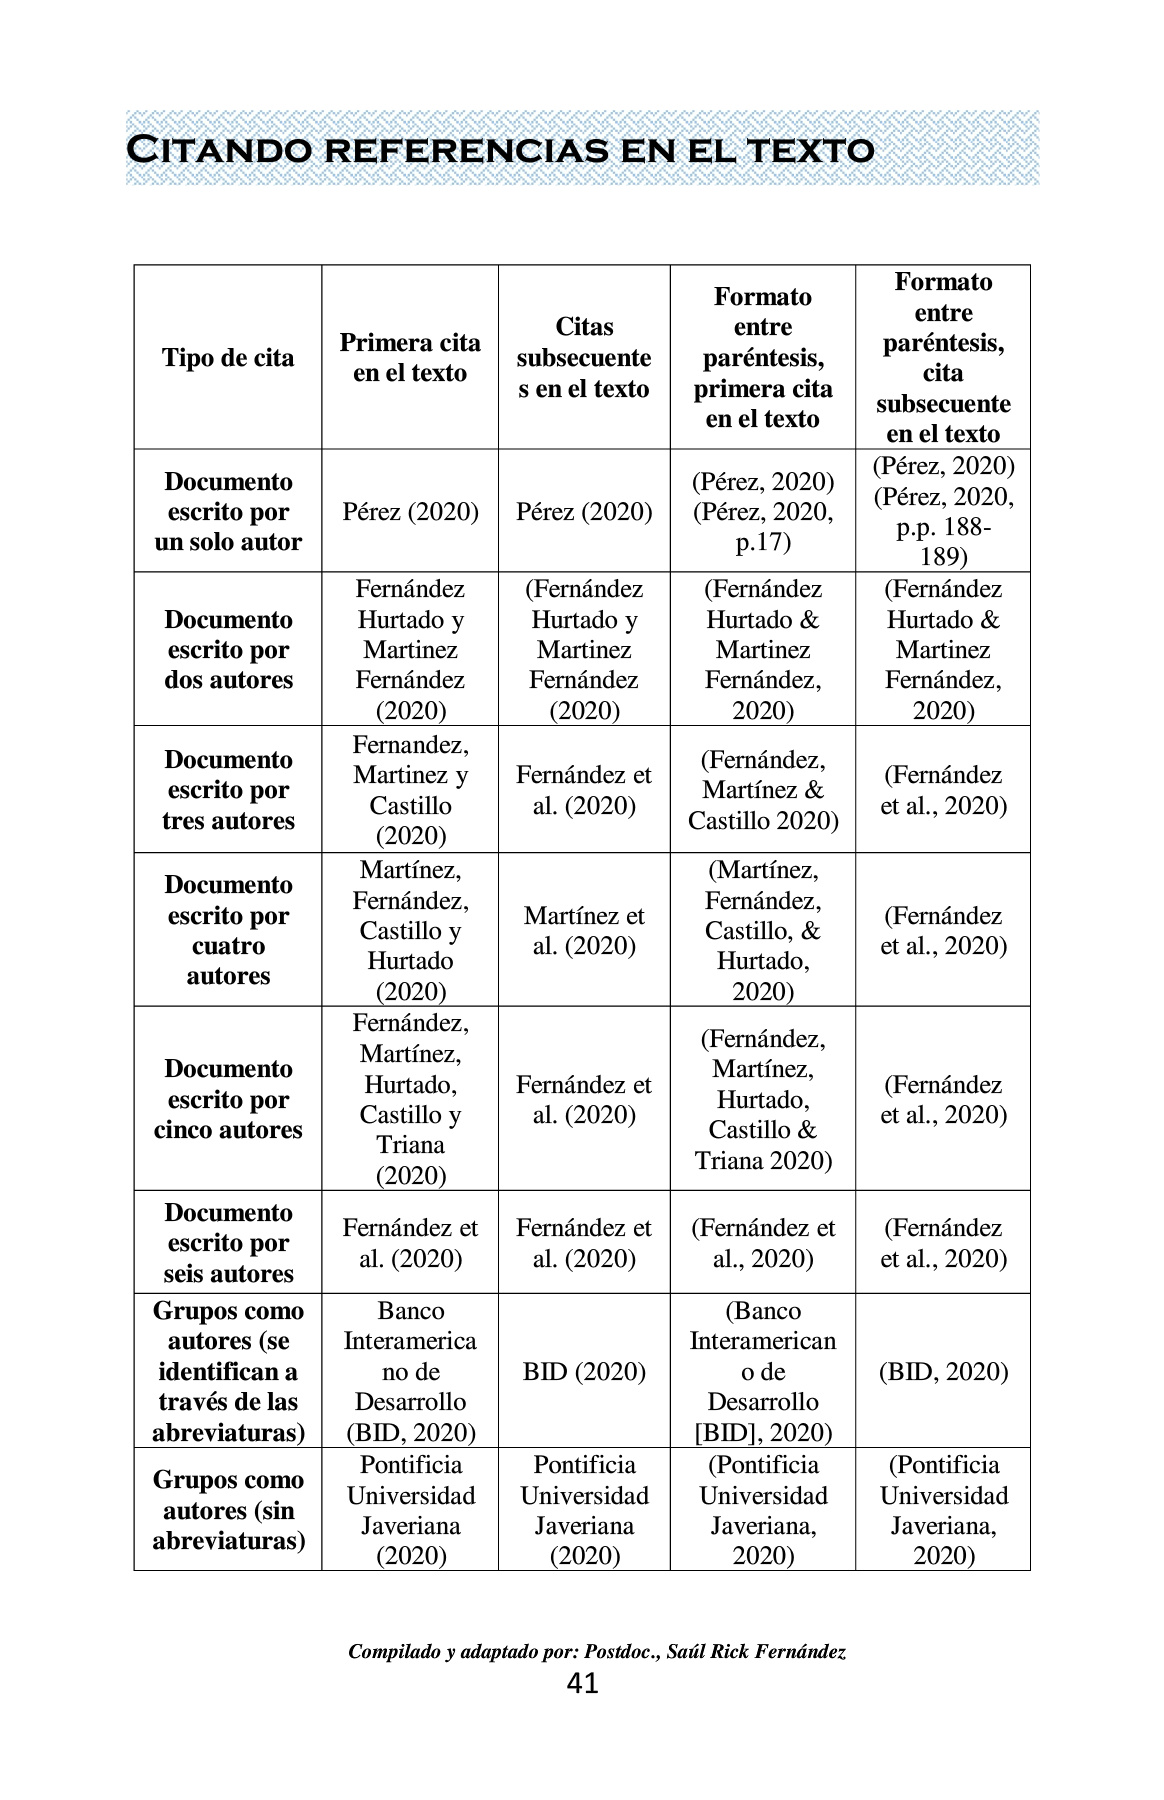 CITANDO REFERENCIAS EN EL TEXTO
Tipo de cita
Primera cita
en el texto
Citas
subsecuente
s en el texto
Formato
entre
paréntesis,
primera cita
en el texto
Formato
entre
paréntesis,
cita
subsecuente
en el texto
Documento
escrito por
un solo autor
Pérez (2020)
Pérez (2020)
(Pérez, 2020)
(Pérez, 2020,
p.17)
(Pérez, 2020)
(Pérez, 2020,
p.p. 188-
189)
Documento
escrito por
dos autores
Fernández
Hurtado y
Martinez
Fernández
(2020)
(Fernández
Hurtado y
Martinez
Fernández
(2020)
(Fernández
Hurtado &
Martinez
Fernández,
2020)
(Fernández
Hurtado &
Martinez
Fernández,
2020)
Documento
escrito por
tres autores
Fernandez,
Martinez y
Castillo
(2020)
Fernández et
al. (2020)
(Fernández,
Martínez &
Castillo 2020)
(Fernández
et al., 2020)
Documento
escrito por
cuatro
autores
Martínez,
Fernández,
Castillo y
Hurtado
(2020)
Martínez et
al. (2020)
(Martínez,
Fernández,
Castillo, &
Hurtado,
2020)
(Fernández
et al., 2020)
Documento
escrito por
cinco autores
Fernández,
Martínez,
Hurtado,
Castillo y
Triana
(2020)
Fernández et
al. (2020)
(Fernández,
Martínez,
Hurtado,
Castillo &
Triana 2020)
(Fernández
et al., 2020)
Documento
escrito por
seis autores
Fernández et
al. (2020)
Fernández et
al. (2020)
(Fernández et
al., 2020)
(Fernández
et al., 2020)
Grupos como
autores (se
identifican a
través de las
abreviaturas)
Banco
Interamerica
no de
Desarrollo
(BID, 2020)
BID (2020)
(Banco
Interamerican
o de
Desarrollo
[BID], 2020)
(BID, 2020)
Grupos como
autores (sin
abreviaturas)
Pontificia
Universidad
Javeriana
(2020)
Pontificia
Universidad
Javeriana
(2020)
(Pontificia
Universidad
Javeriana,
2020)
(Pontificia
Universidad
Javeriana,
2020)
Compilado y adaptado por: Postdoc., Saúl Rick Fernández
41